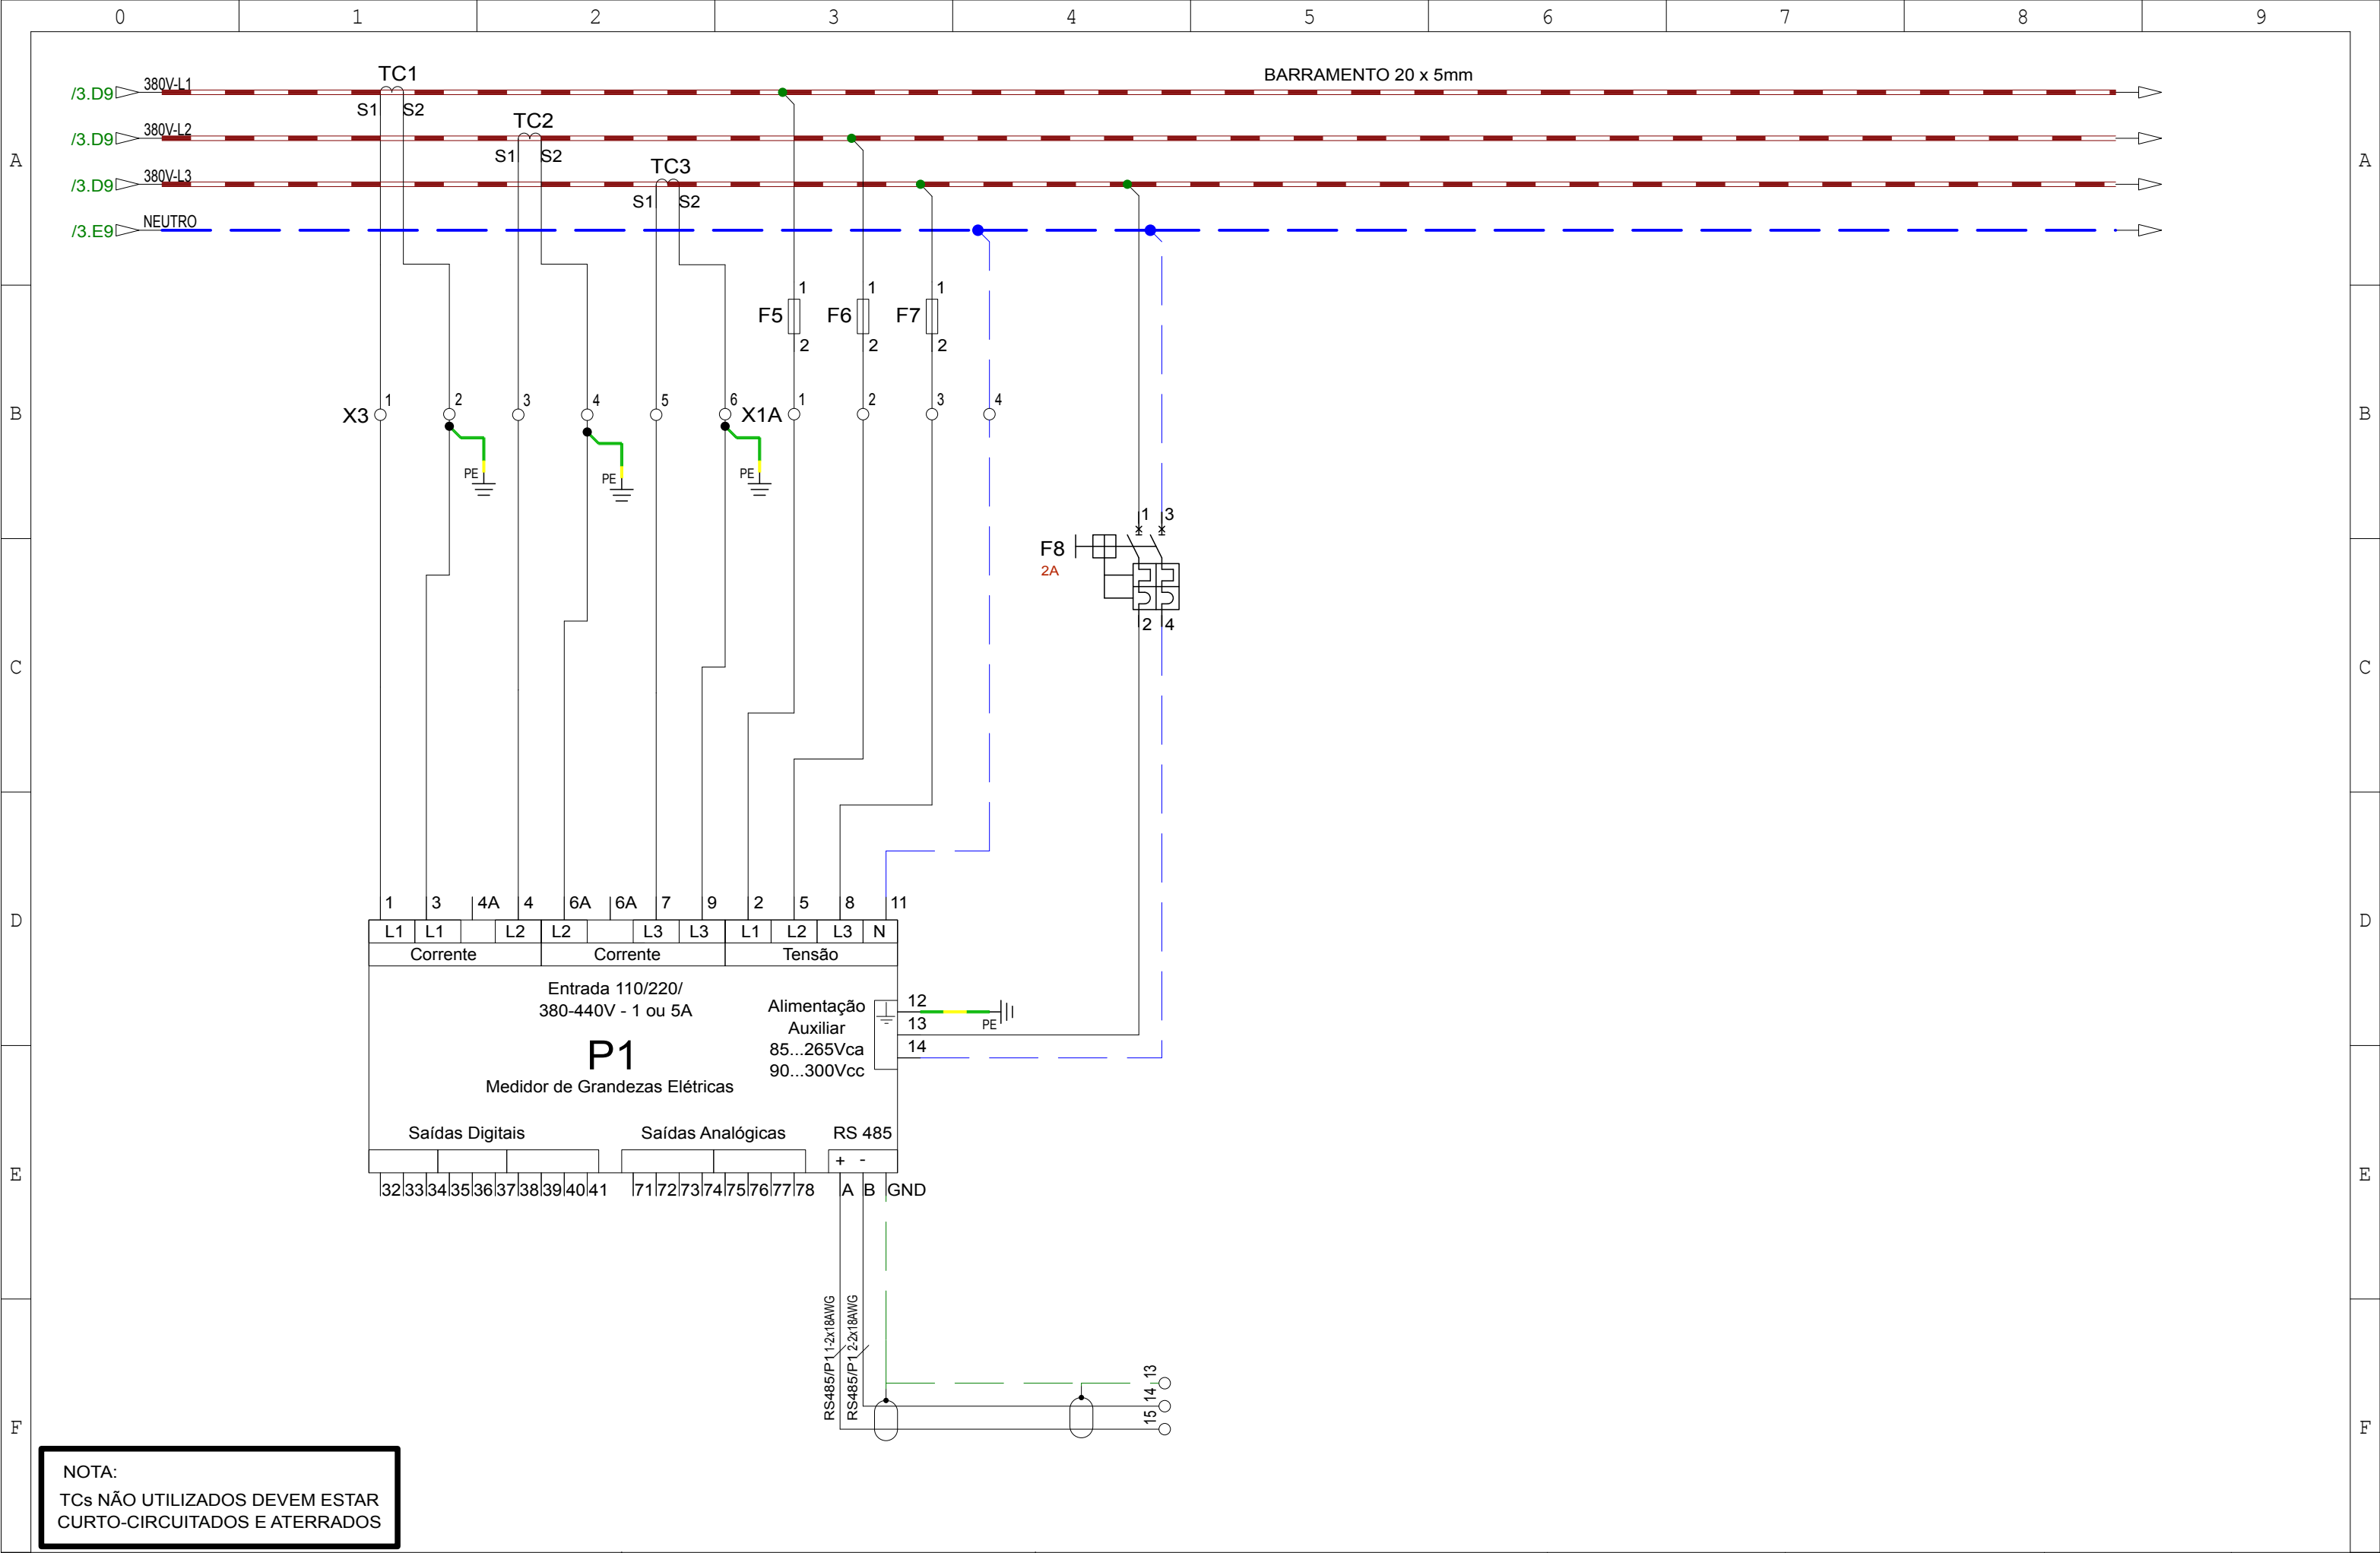 0 1 2 3 4 5 6 7 8 9
TC1
BARRAMENTO 20 x 5mm
/3.D9 380V-L1
S1 S2
TC2
/3.D9 380V-L2
S1 S2
A A
TC3
/3.D9 380V-L3
S1 S2
/3.E9 NEUTRO
1 1 1
F5 F6 F7
2 2 2
X3 1 2 3 4 5 6 X1A 1 2 3 4
B B
PE PE PE
1 3
F8
2A
2 4
C C
1 3 4A 4 6A 6A 7 9 2 5 8 11
D D
L1 L1 L2 L2 L3 L3 L1 L2 L3 N
Corrente Corrente Tensão
Entrada 110/220/
380-440V - 1 ou 5A
Alimentação
Auxiliar
85...265Vca
90...300Vcc
12
13 PE
14
P1
Medidor de Grandezas Elétricas
Saídas Digitais Saídas Analógicas RS 485
+ -
E E
32 33 34 35 36 37 38 39 40 41 71 72 73 74 75 76 77 78 A B GND
RS485/P1 1-2x18AWG
RS485/P1 2-2x18AWG
13
14
15
F F
NOTA:
TCs NÃO UTILIZADOS DEVEM ESTAR
CURTO-CIRCUITADOS E ATERRADOS